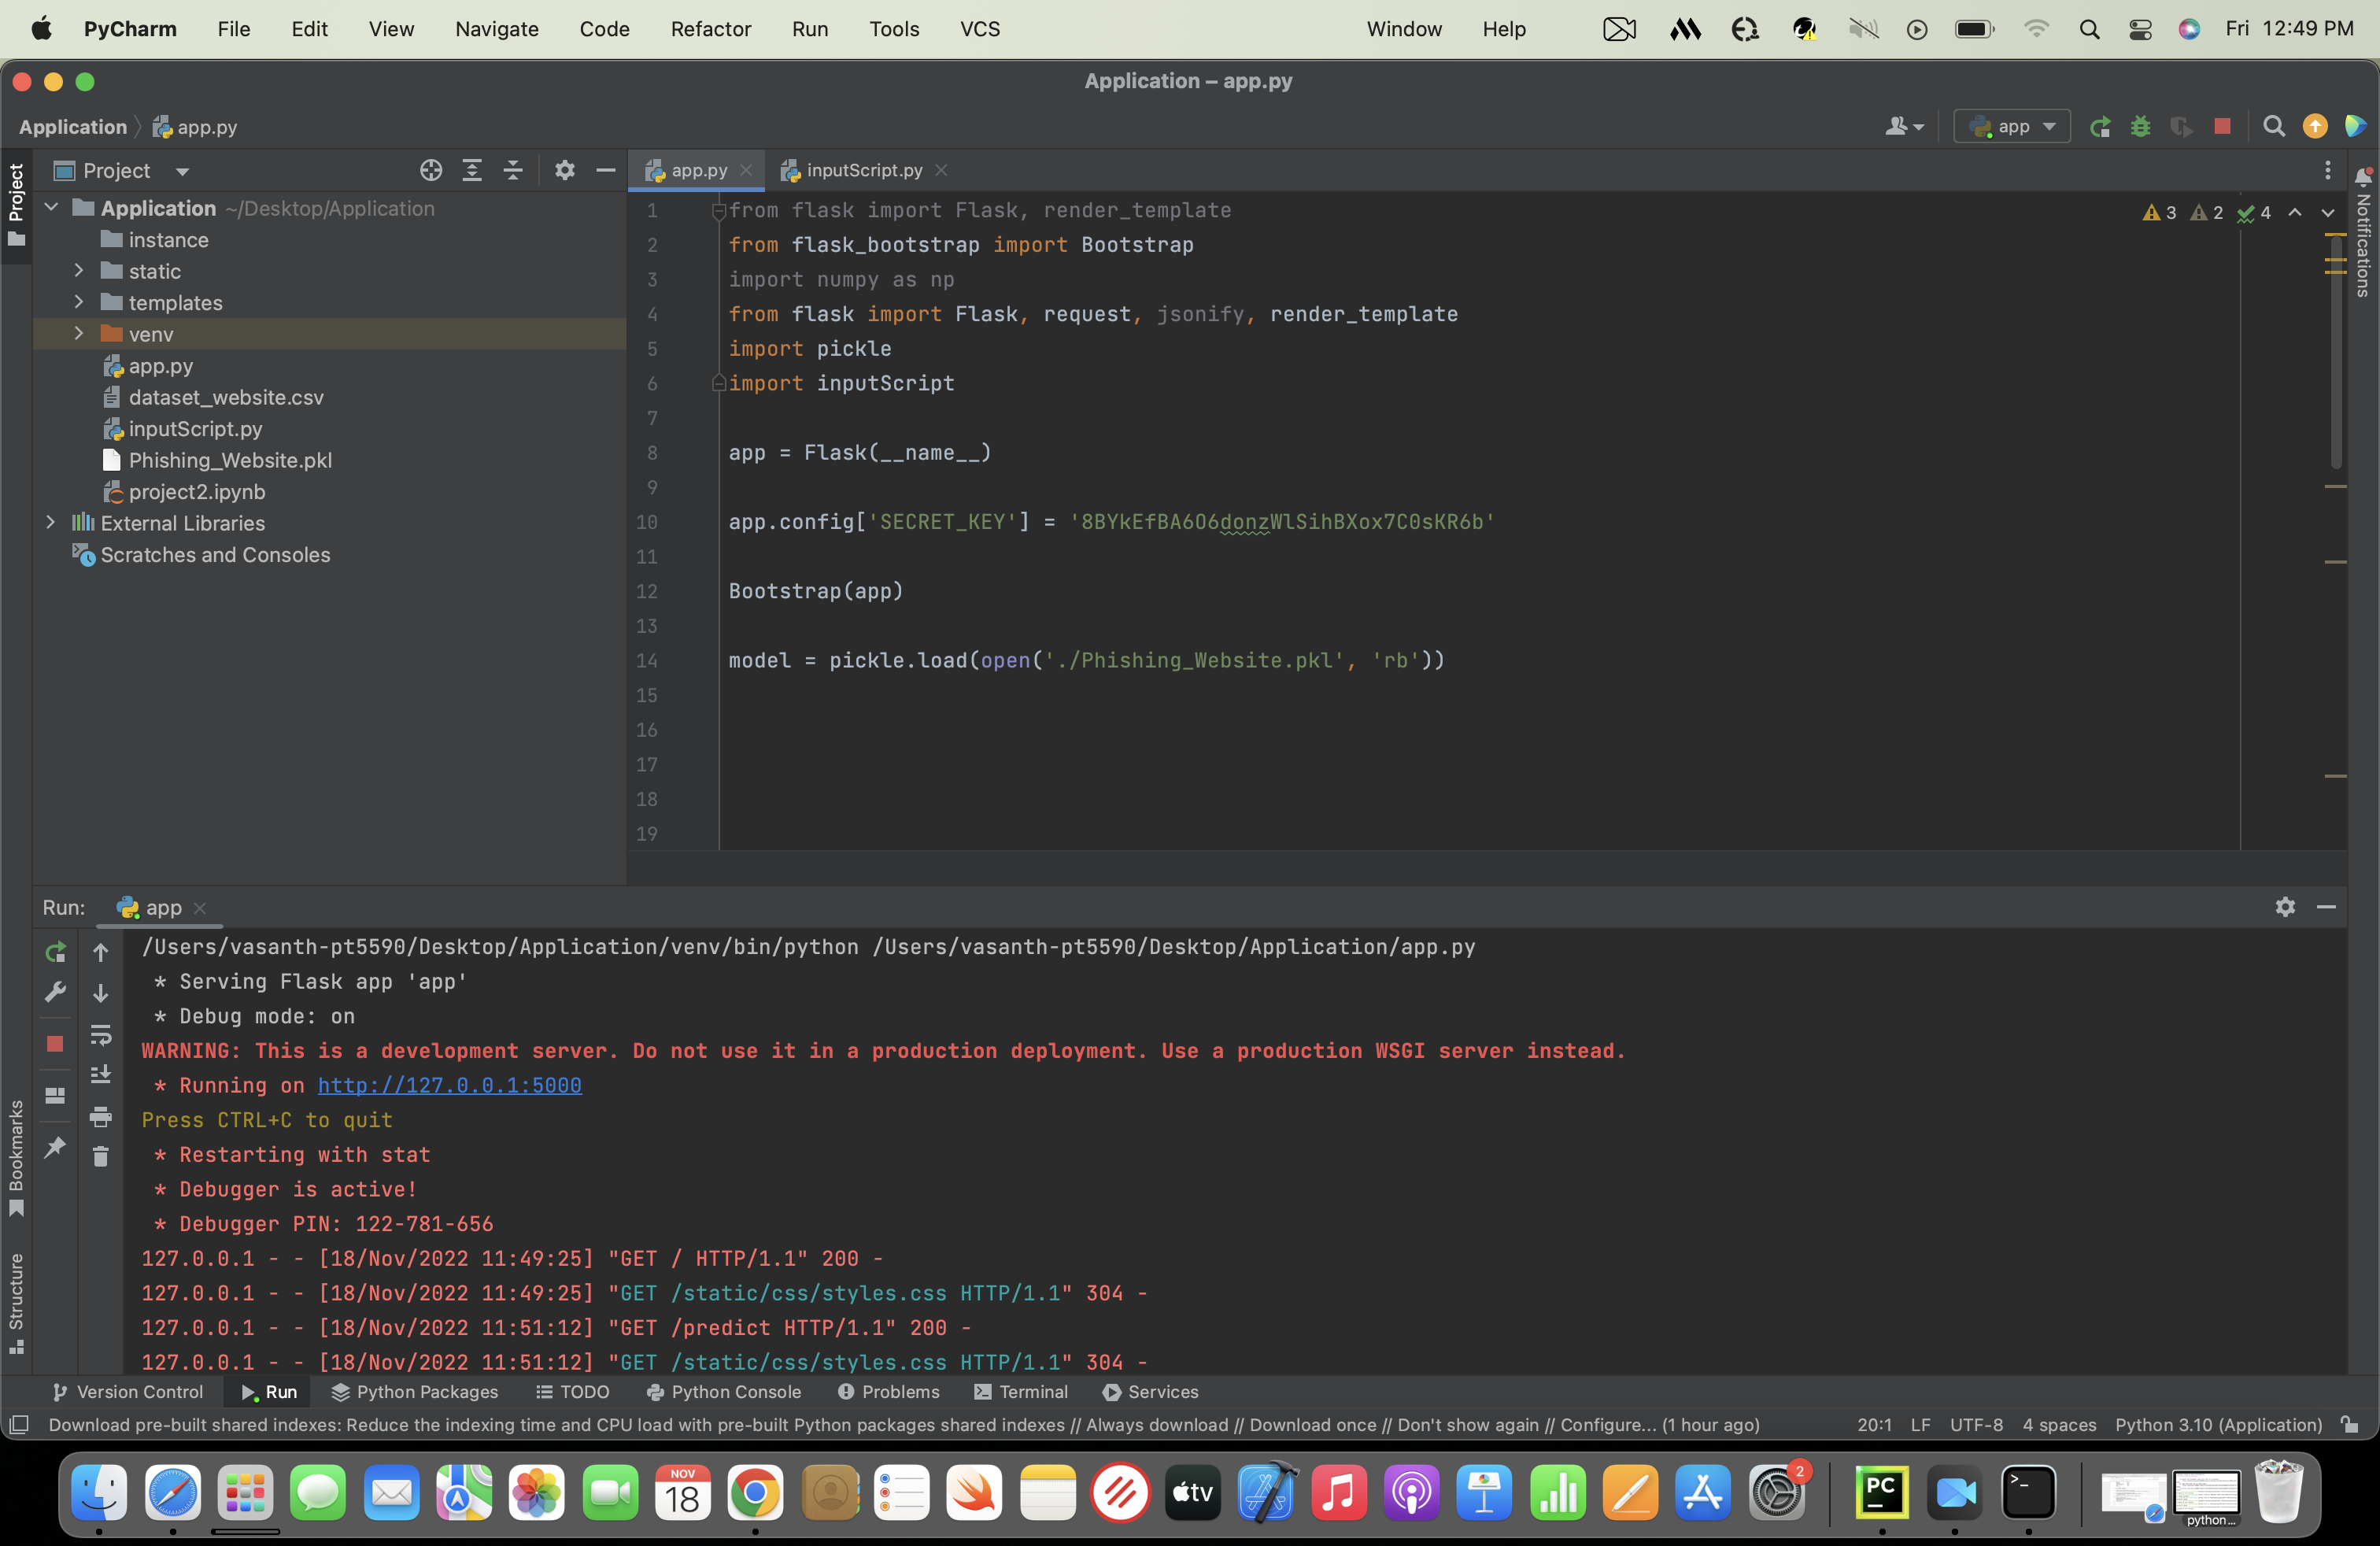 PyCharm File Edit View Navigate Code Refactor Run Tools VCS Window Help Fri 12:49 PM
Application – app.py
Application app.py app
Project
app.py inputScript.py
Project
Notifications
Application ~/Desktop/Application
instance
static
templates
venv
app.py
dataset_website.csv
inputScript.py
Phishing_Website.pkl
project2.ipynb
External Libraries
Scratches and Consoles
3 2 4
1 from flask import Flask, render_template
2 from flask_bootstrap import Bootstrap
3 import numpy as np
4 from flask import Flask, request, jsonify, render_template
5 import pickle
6 import inputScript
7
8 app = Flask(__name__)
9
10 app.config['SECRET_KEY'] = '8BYkEfBA6O6donzWlSihBXox7C0sKR6b'
11
12 Bootstrap(app)
13
14 model = pickle.load(open('./Phishing_Website.pkl', 'rb'))
15
16
17
18
19
Run: app
/Users/vasanth-pt5590/Desktop/Application/venv/bin/python /Users/vasanth-pt5590/Desktop/Application/app.py
* Serving Flask app 'app'
* Debug mode: on
WARNING: This is a development server. Do not use it in a production deployment. Use a production WSGI server instead.
* Running on http://127.0.0.1:5000
Press CTRL+C to quit
* Restarting with stat
* Debugger is active!
* Debugger PIN: 122-781-656
127.0.0.1 - - [18/Nov/2022 11:49:25] "GET / HTTP/1.1" 200 -
127.0.0.1 - - [18/Nov/2022 11:49:25] "GET /static/css/styles.css HTTP/1.1" 304 -
127.0.0.1 - - [18/Nov/2022 11:51:12] "GET /predict HTTP/1.1" 200 -
127.0.0.1 - - [18/Nov/2022 11:51:12] "GET /static/css/styles.css HTTP/1.1" 304 -
Bookmarks
Structure
Version Control Run Python Packages TODO Python Console Problems Terminal Services
Download pre-built shared indexes: Reduce the indexing time and CPU load with pre-built Python packages shared indexes // Always download // Download once // Don't show again // Configure... (1 hour ago) 20:1 LF UTF-8 4 spaces Python 3.10 (Application)
NOV
18
tv
2
PC
python...